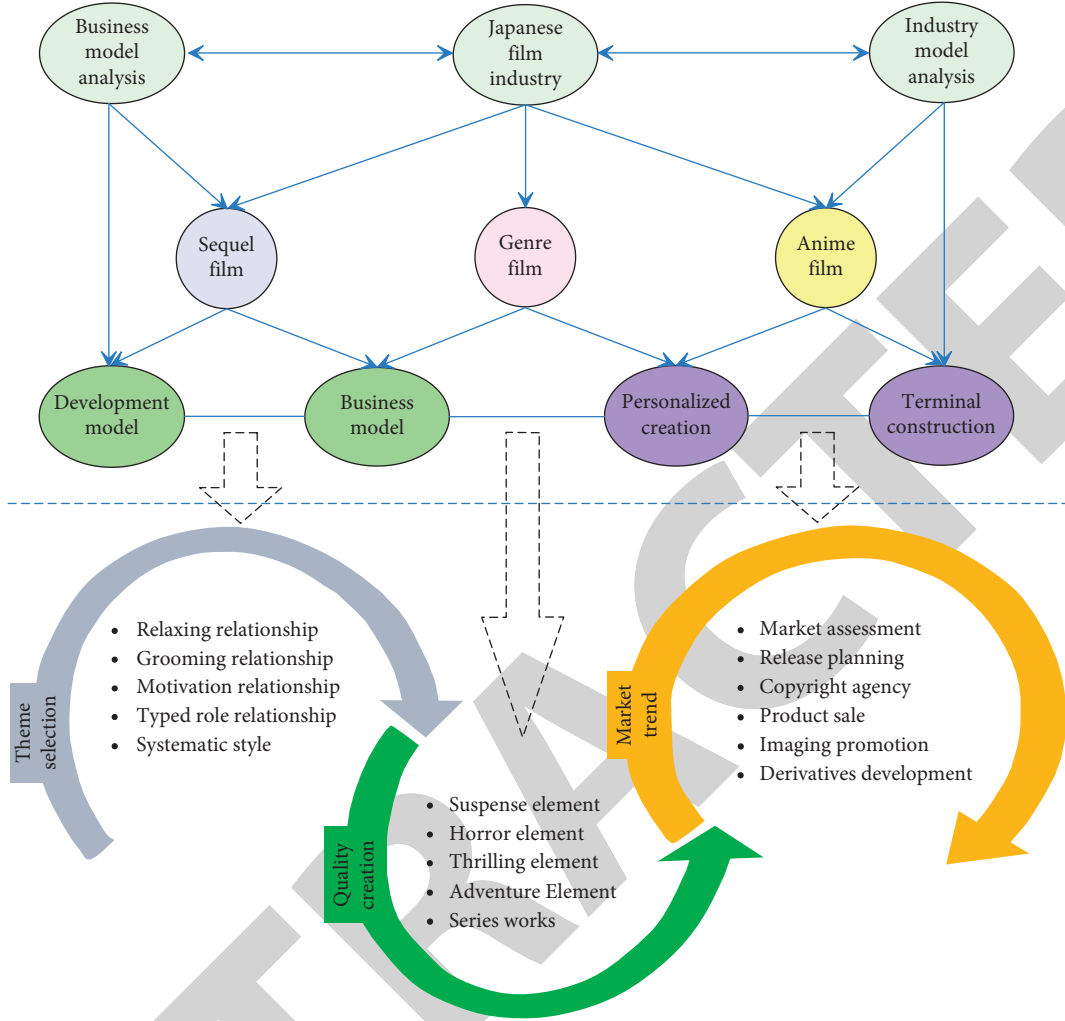 Business
model
analysis
Japanese
film
industry
Industry
model
analysis
Sequel
film
Genre
film
Anime
film
Development
model
Business
model
Personalized
creation
Terminal
construction
Theme
selection
• Relaxing relationship
• Grooming relationship
• Motivation relationship
• Typed role relationship
• Systematic style
Quality
creation
• Suspense element
• Horror element
• Thrilling element
• Adventure Element
• Series works
Market
trend
• Market assessment
• Release planning
• Copyright agency
• Product sale
• Imaging promotion
• Derivatives development